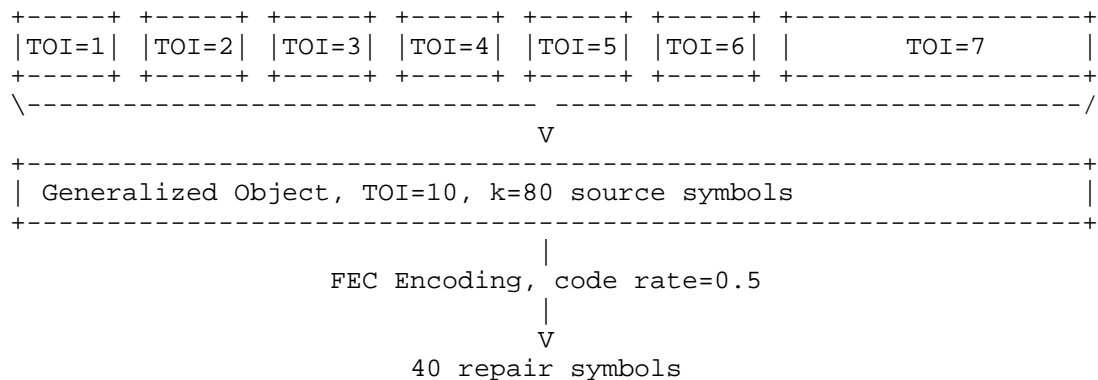 +-----+ +-----+ +-----+ +-----+ +-----+ +-----+ +------------------+
|TOI=1| |TOI=2| |TOI=3| |TOI=4| |TOI=5| |TOI=6| |       TOI=7      |
+-----+ +-----+ +-----+ +-----+ +-----+ +-----+ +------------------+
\-------------------------------- ---------------------------------/
                                 V
+------------------------------------------------------------------+
| Generalized Object, TOI=10, k=80 source symbols                  |
+------------------------------------------------------------------+
                                 |
                    FEC Encoding, code rate=0.5
                                 |
                                 V
                         40 repair symbols